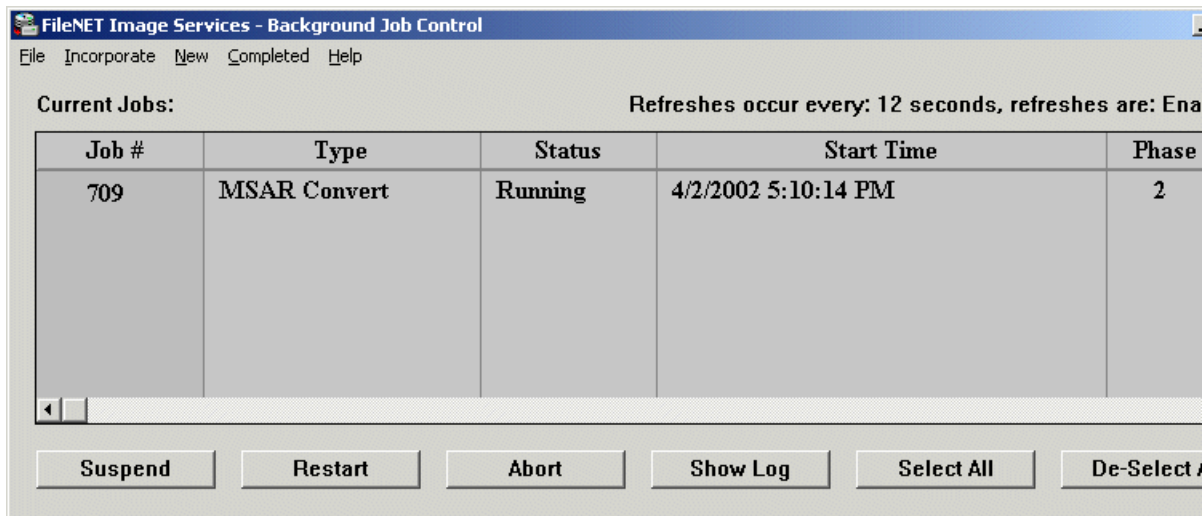 FileNET Image Services - Background Job Control
File Incorporate New Completed Help
Current Jobs: Refreshes occur every: 12 seconds, refreshes are:
Job # Type Status Start Time Phase
709 MSAR Convert Running 4/2/2002 5:10:14 PM 2
Suspend Restart Abort Show Log Select All De-Select